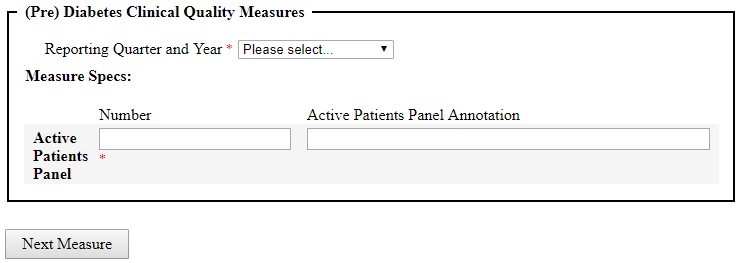 (Pre) Diabetes Clinical Quality Measures
Reporting Quarter and Year * Please select...
Measure Specs:
Number Active Patients Panel Annotation
Active
Patients *
Panel
Next Measure